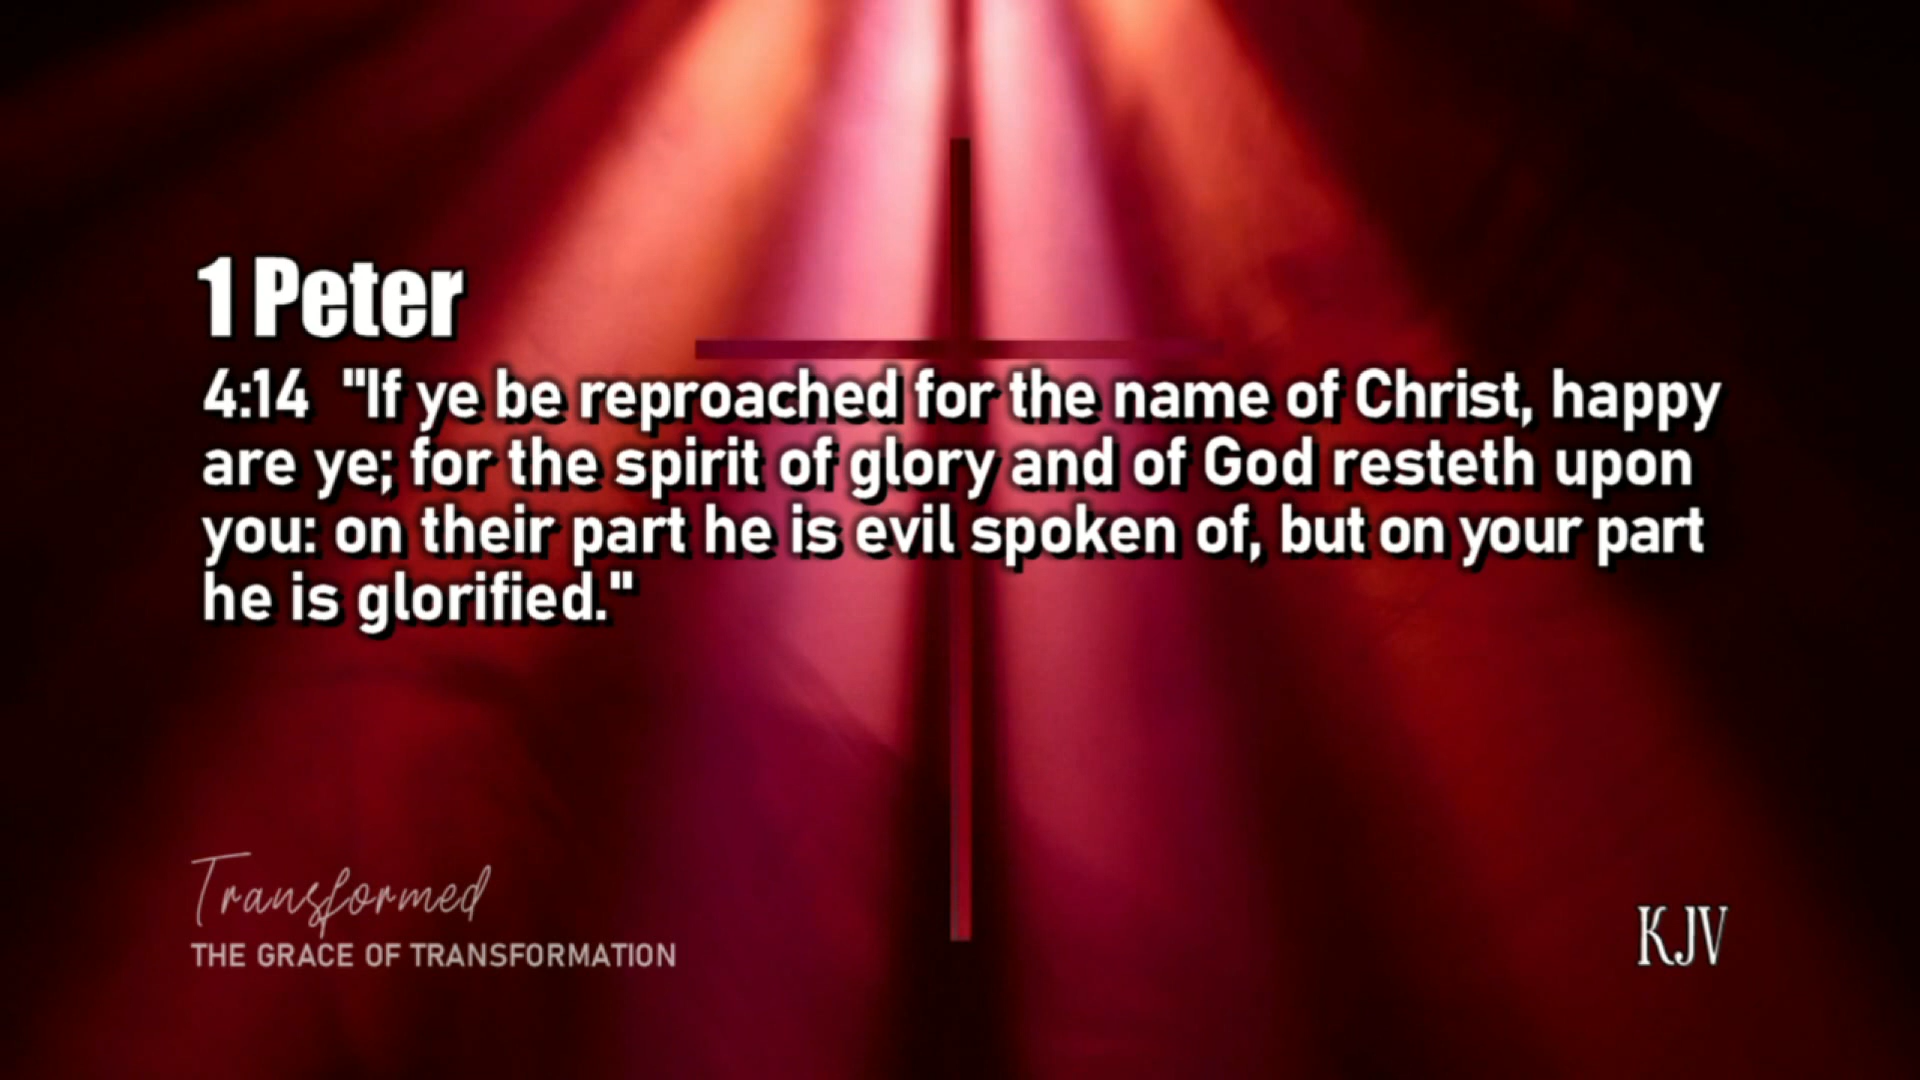 1 Peter
4:14 "If ye be reproached for the name of Christ, happy
are ye; for the spirit of glory and of God resteth upon
you: on their part he is evil spoken of, but on your part
he is glorified."
Transformed
THE GRACE OF TRANSFORMATION
KJV